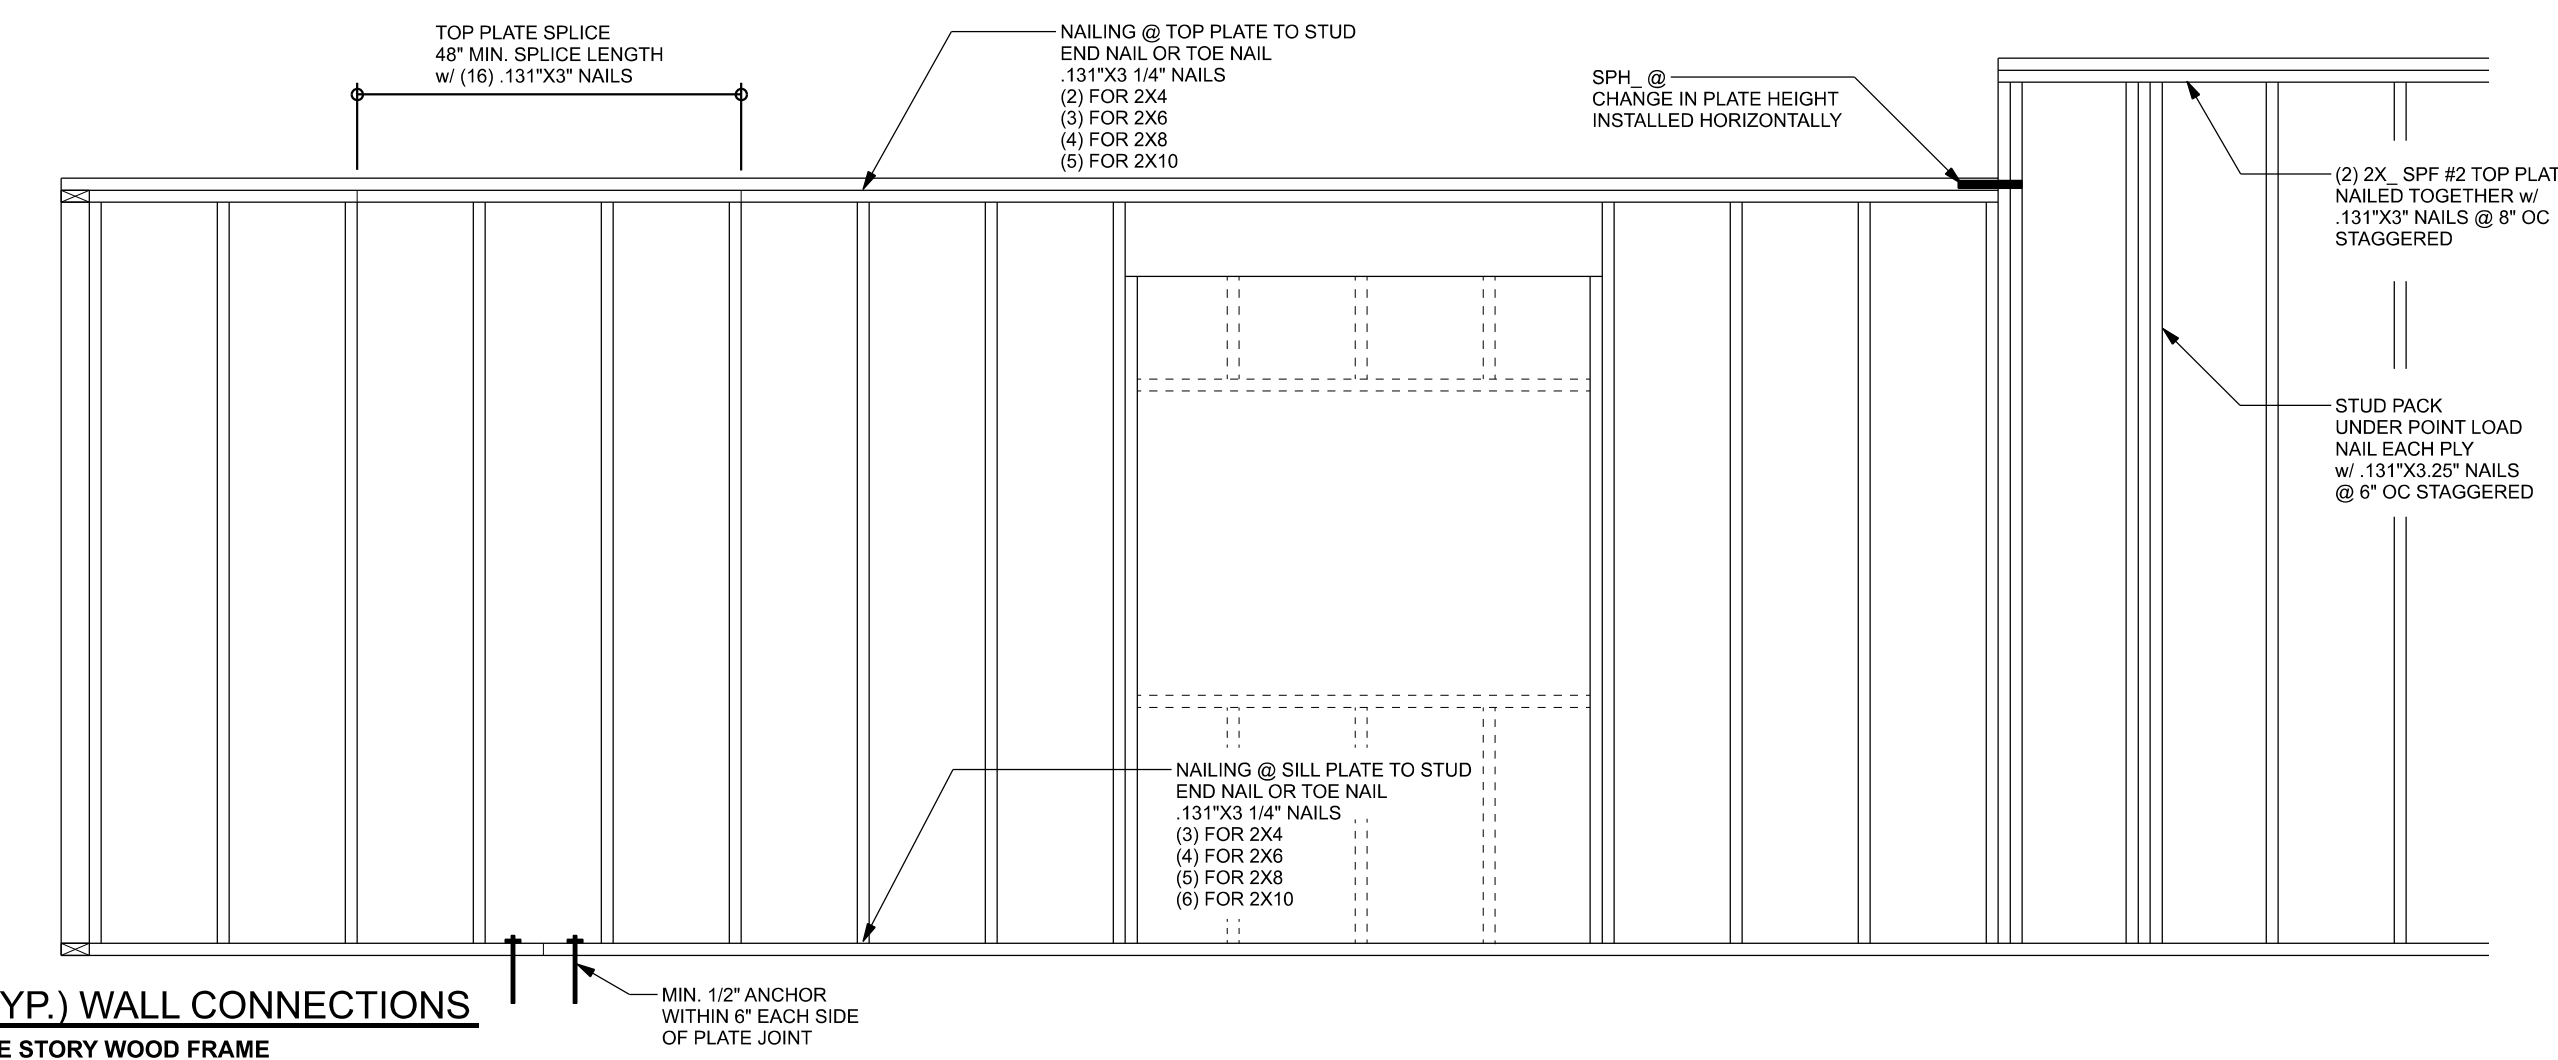 TOP PLATE SPLICE
48" MIN. SPLICE LENGTH
w/ (16) .131"X3" NAILS
NAILING @ TOP PLATE TO STUD
END NAIL OR TOE NAIL
.131"X3 1/4" NAILS
(2) FOR 2X4
(3) FOR 2X6
(4) FOR 2X8
(5) FOR 2X10
SPH_ @
CHANGE IN PLATE HEIGHT
INSTALLED HORIZONTALLY
(2) 2X_ SPF #2 TOP PLAT
NAILED TOGETHER w/
.131"X3" NAILS @ 8" OC
STAGGERED
STUD PACK
UNDER POINT LOAD
NAIL EACH PLY
w/ .131"X3.25" NAILS
@ 6" OC STAGGERED
NAILING @ SILL PLATE TO STUD
END NAIL OR TOE NAIL
.131"X3 1/4" NAILS
(3) FOR 2X4
(4) FOR 2X6
(5) FOR 2X8
(6) FOR 2X10
MIN. 1/2" ANCHOR
WITHIN 6" EACH SIDE
OF PLATE JOINT
YP.) WALL CONNECTIONS
E STORY WOOD FRAME